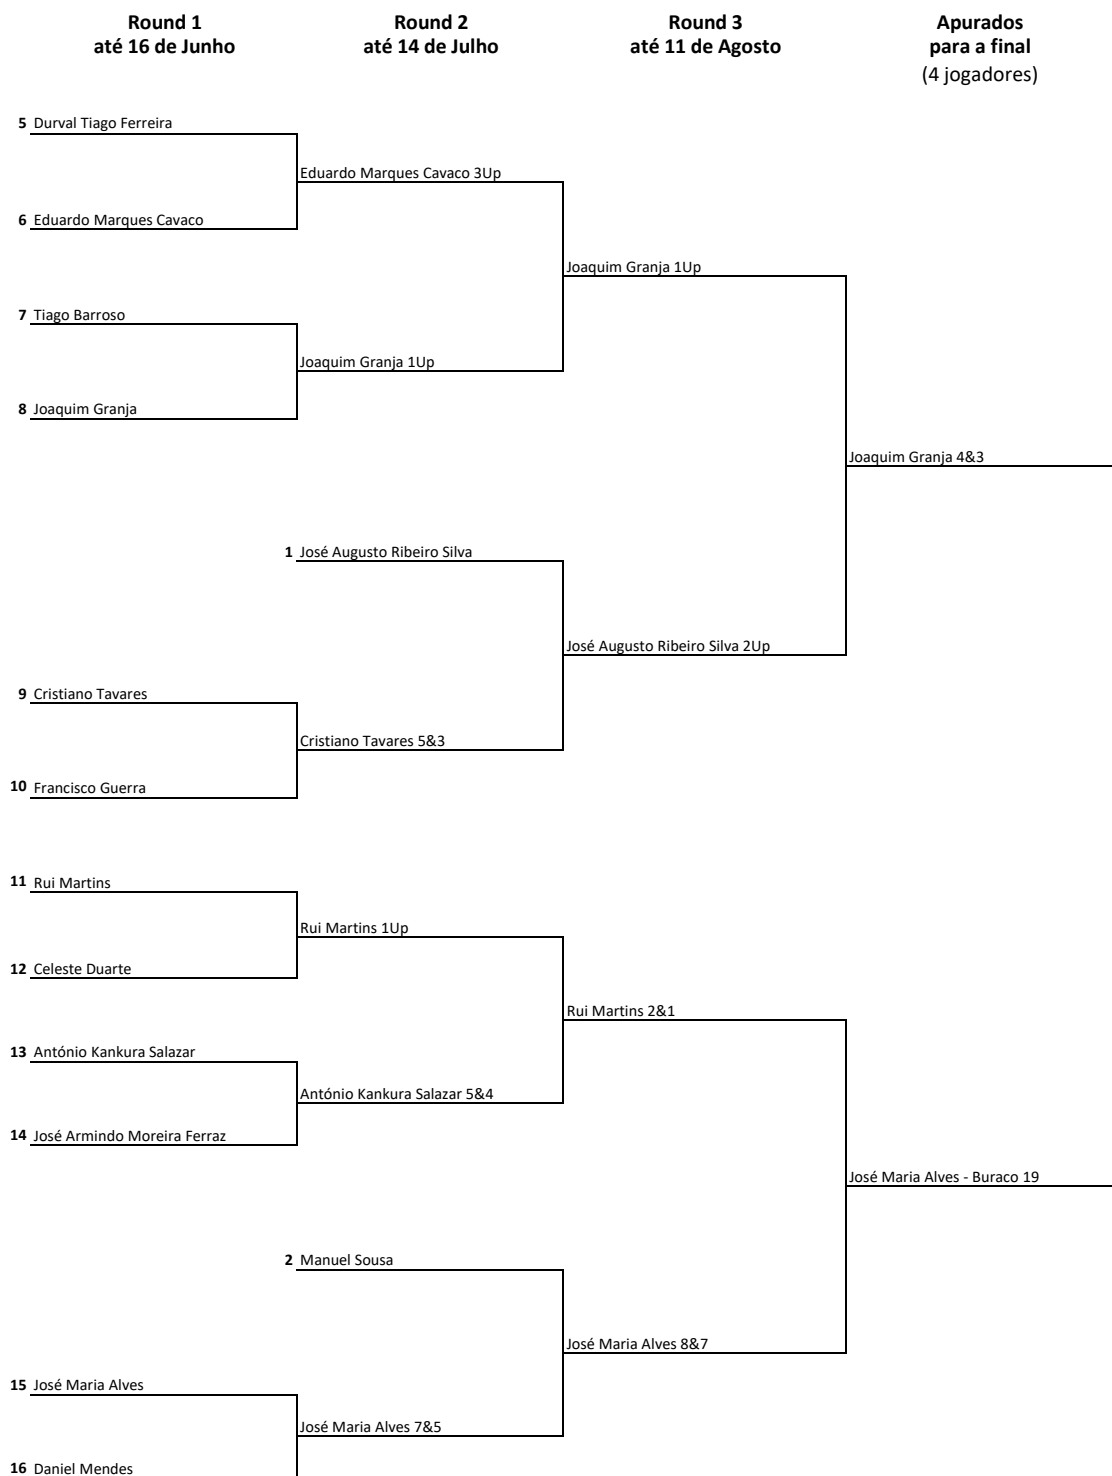 Round 1
até 16 de Junho
Round 2
até 14 de Julho
Round 3
até 11 de Agosto
Apurados
para a final
(4 jogadores)
5 Durval Tiago Ferreira
Eduardo Marques Cavaco 3Up
6 Eduardo Marques Cavaco
Joaquim Granja 1Up
7 Tiago Barroso
Joaquim Granja 1Up
8 Joaquim Granja
Joaquim Granja 4&3
1 José Augusto Ribeiro Silva
José Augusto Ribeiro Silva 2Up
9 Cristiano Tavares
Cristiano Tavares 5&3
10 Francisco Guerra
11 Rui Martins
Rui Martins 1Up
12 Celeste Duarte
Rui Martins 2&1
13 António Kankura Salazar
António Kankura Salazar 5&4
14 José Armindo Moreira Ferraz
José Maria Alves - Buraco 19
2 Manuel Sousa
José Maria Alves 8&7
15 José Maria Alves
José Maria Alves 7&5
16 Daniel Mendes